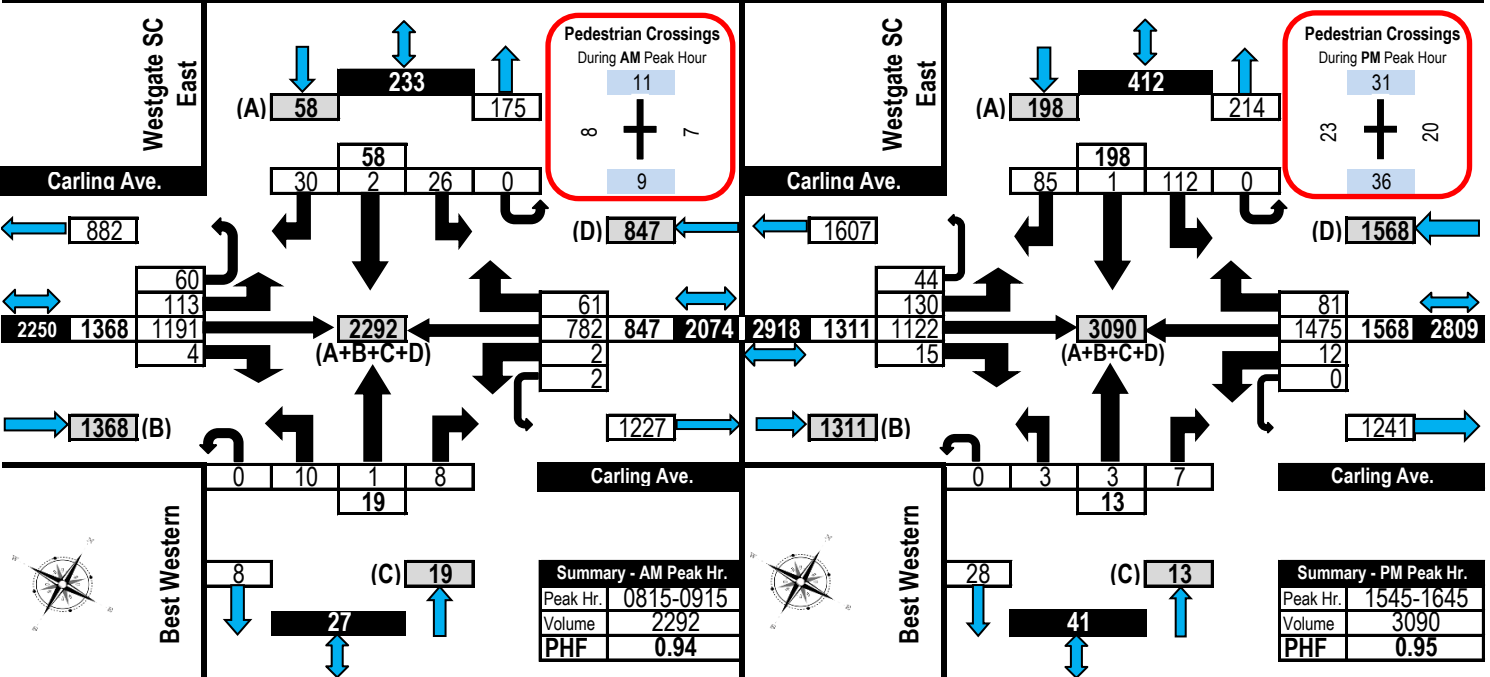 Westgate SC
East
(A) 58
233
175
Pedestrian Crossings
During AM Peak Hour
11
8
7
9
58
30 2 26 0
Carling Ave.
882
(D) 847
60
113
1191
4
2250 1368
2292
(A+B+C+D)
61
782
2
2
847 2074
1368 (B)
1227
0 10 1 8
19
Carling Ave.
Best Western
8
(C) 19
27
Summary - AM Peak Hr.
Peak Hr. 0815-0915
Volume 2292
PHF 0.94
Westgate SC
East
(A) 198
412
214
Pedestrian Crossings
During PM Peak Hour
31
23
20
36
198
85 1 112 0
Carling Ave.
1607
(D) 1568
44
130
1122
15
2918 1311
3090
(A+B+C+D)
81
1475
12
0
1568 2809
1311 (B)
1241
0 3 3 7
13
Carling Ave.
Best Western
28
(C) 13
41
Summary - PM Peak Hr.
Peak Hr. 1545-1645
Volume 3090
PHF 0.95